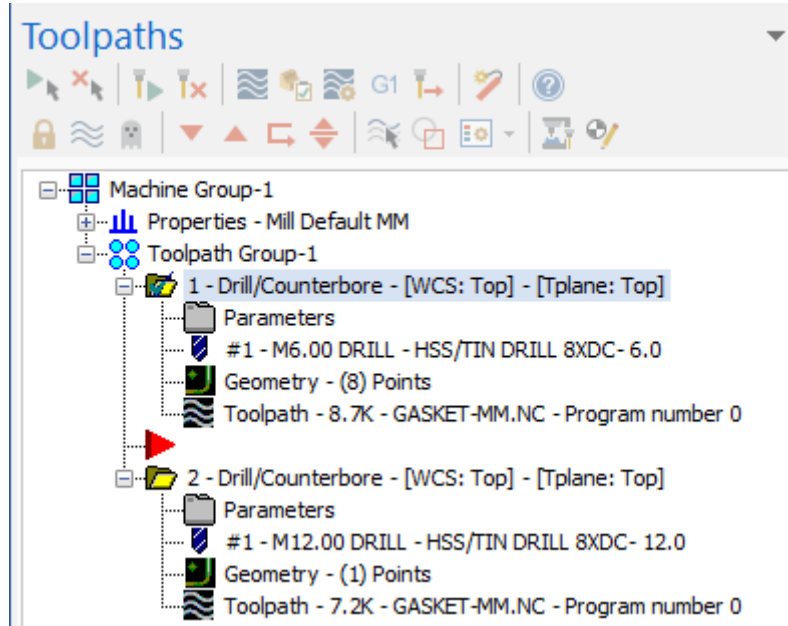 Toolpaths
G1
Machine Group-1
Properties - Mill Default MM
Toolpath Group-1
1 - Drill/Counterbore - [WCS: Top] - [Tplane: Top]
Parameters
#1 - M6.00 DRILL - HSS/TIN DRILL 8XDC- 6.0
Geometry - (8) Points
Toolpath - 8.7K - GASKET-MM.NC - Program number 0
2 - Drill/Counterbore - [WCS: Top] - [Tplane: Top]
Parameters
#1 - M12.00 DRILL - HSS/TIN DRILL 8XDC- 12.0
Geometry - (1) Points
Toolpath - 7.2K - GASKET-MM.NC - Program number 0